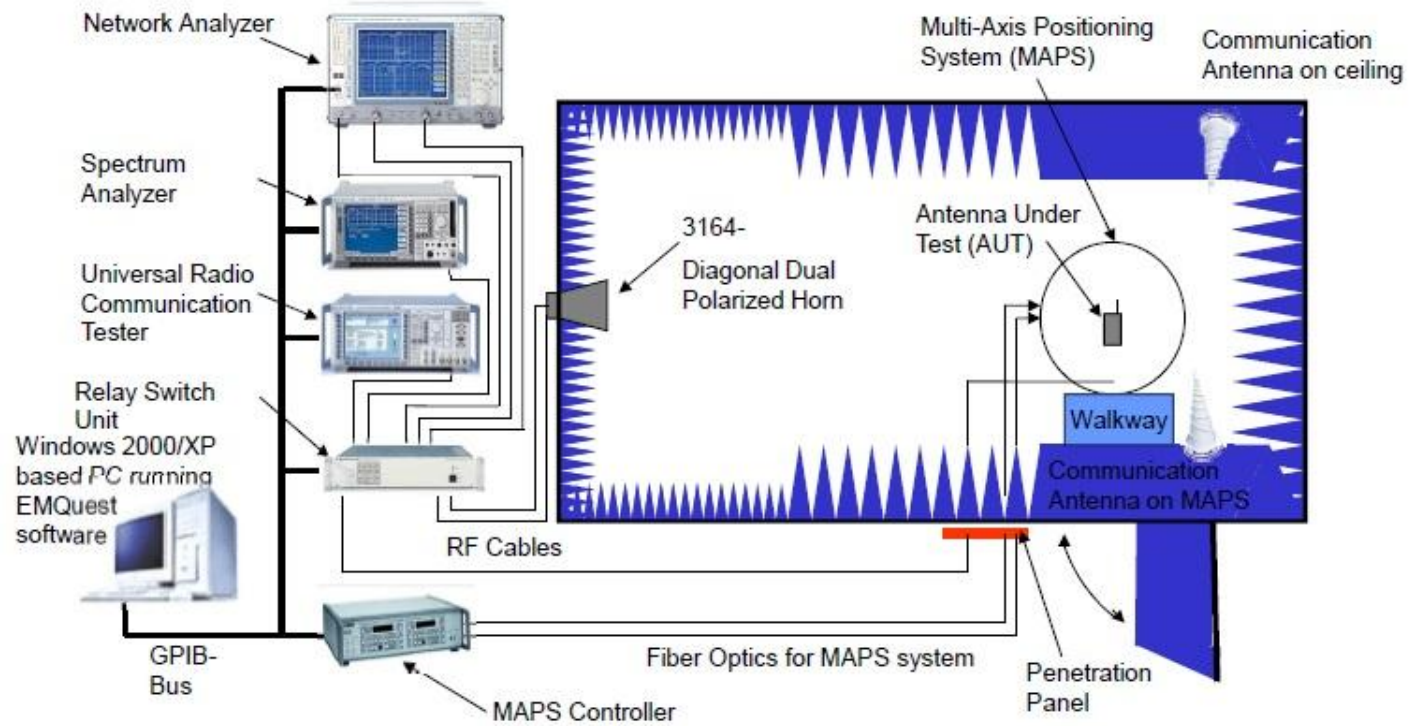 Network Analyzer
Multi-Axis Positioning
System (MAPS)
Communication
Antenna on ceiling
Spectrum
Analyzer
3164-
Diagonal Dual
Polarized Horn
Antenna Under
Test (AUT)
Universal Radio
Communication
Tester
Relay Switch
Unit
Windows 2000/XP
based PC running
EMQuest
software
Walkway
Communication
Antenna on MAPS
RF Cables
GPIB-
Bus
Fiber Optics for MAPS system
Penetration
Panel
MAPS Controller